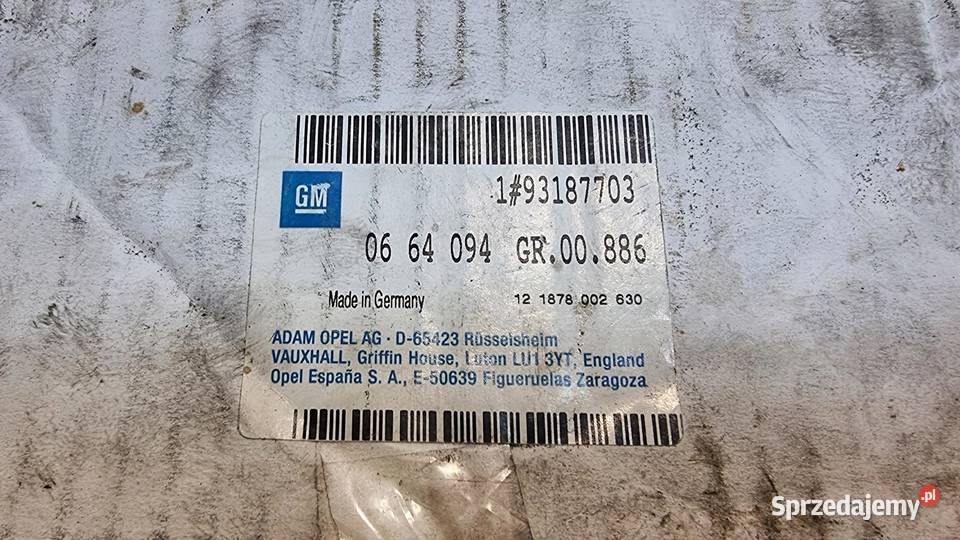 GM
1#93187703
06 64 094 GR.00.886
Made in Germany
12 1878 002 630
ADAM OPEL AG · D-65423 Rüsselsheim
VAUXHALL, Griffin House, Luton LU1 3YT, England
Opel España S. A., E-50639 Figueruelas Zaragoza
Sprzedajemy.pl